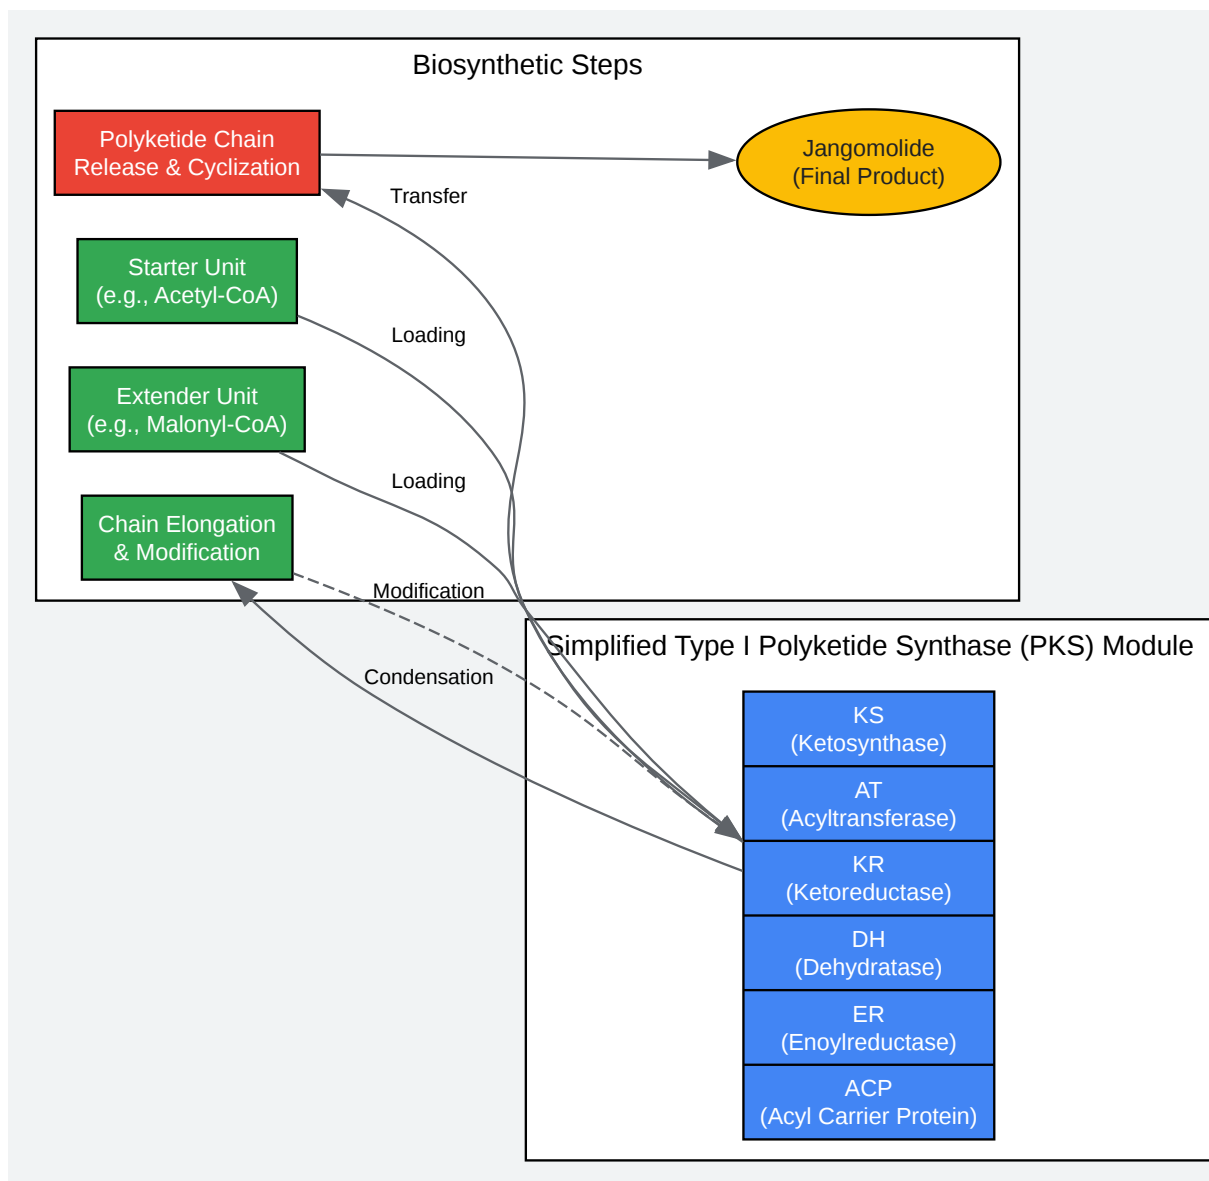 Biosynthetic Steps
Polyketide Chain
Release & Cyclization
Jangomolide
(Final Product)
Transfer
Starter Unit
(e.g., Acetyl-CoA)
Loading
Extender Unit
(e.g., Malonyl-CoA)
Loading
Chain Elongation
& Modification
Modification
Condensation
Simplified Type I Polyketide Synthase (PKS) Module
KS
(Ketosynthase)
AT
(Acyltransferase)
KR
(Ketoreductase)
DH
(Dehydratase)
ER
(Enoylreductase)
ACP
(Acyl Carrier Protein)